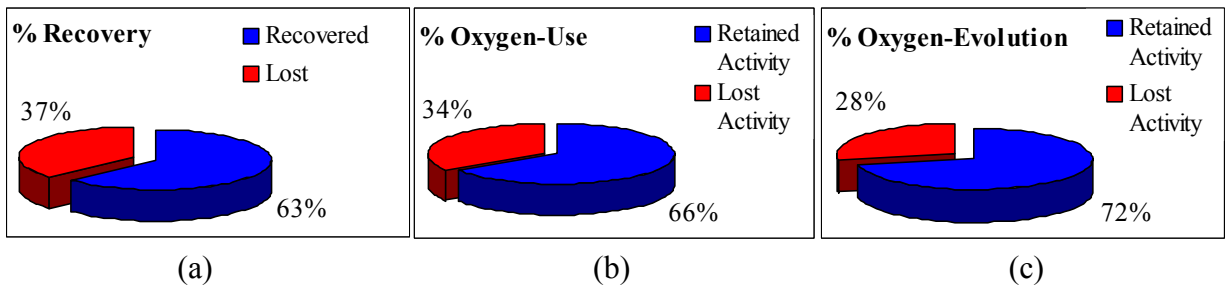 % Recovery
Recovered
Lost
37%
63%
(a)
% Oxygen-Use
Retained
Activity
Lost
Activity
34%
66%
(b)
% Oxygen-Evolution
Retained
Activity
Lost
Activity
28%
72%
(c)